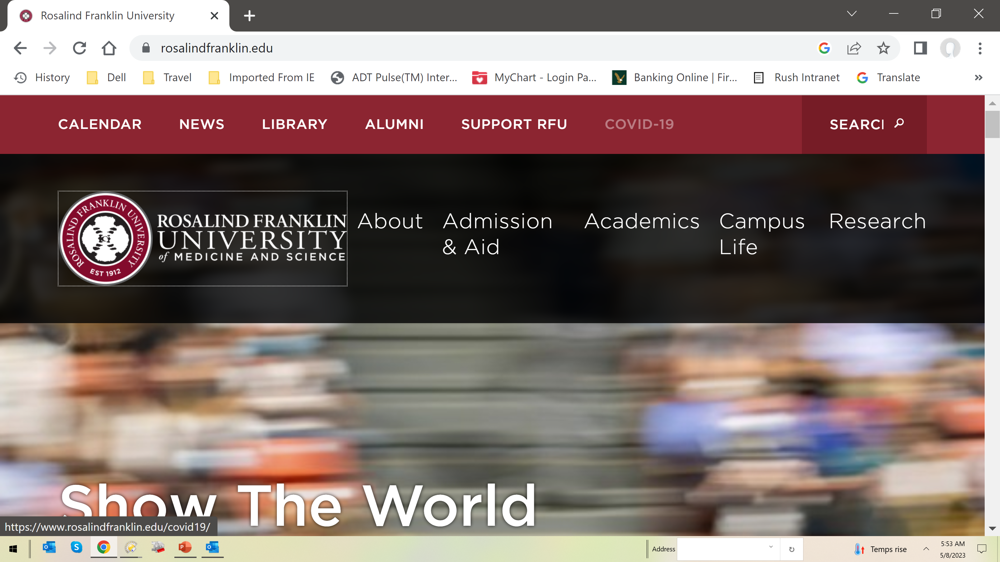 Rosalind Franklin University
rosalindfranklin.edu
History Dell Travel Imported From IE ADT Pulse(TM) Inter... MyChart - Login Pa... Banking Online | Fir... Rush Intranet Translate »
CALENDAR NEWS LIBRARY ALUMNI SUPPORT RFU COVID-19 SEARC
ROSALIND FRANKLIN UNIVERSITY
EST 1912
ROSALIND FRANKLIN
UNIVERSITY
of MEDICINE AND SCIENCE
About Admission Academics Campus Research
& Aid Life
Show The World
https://www.rosalindfranklin.edu/covid19/
Address Temps rise 5:53 AM
5/8/2023